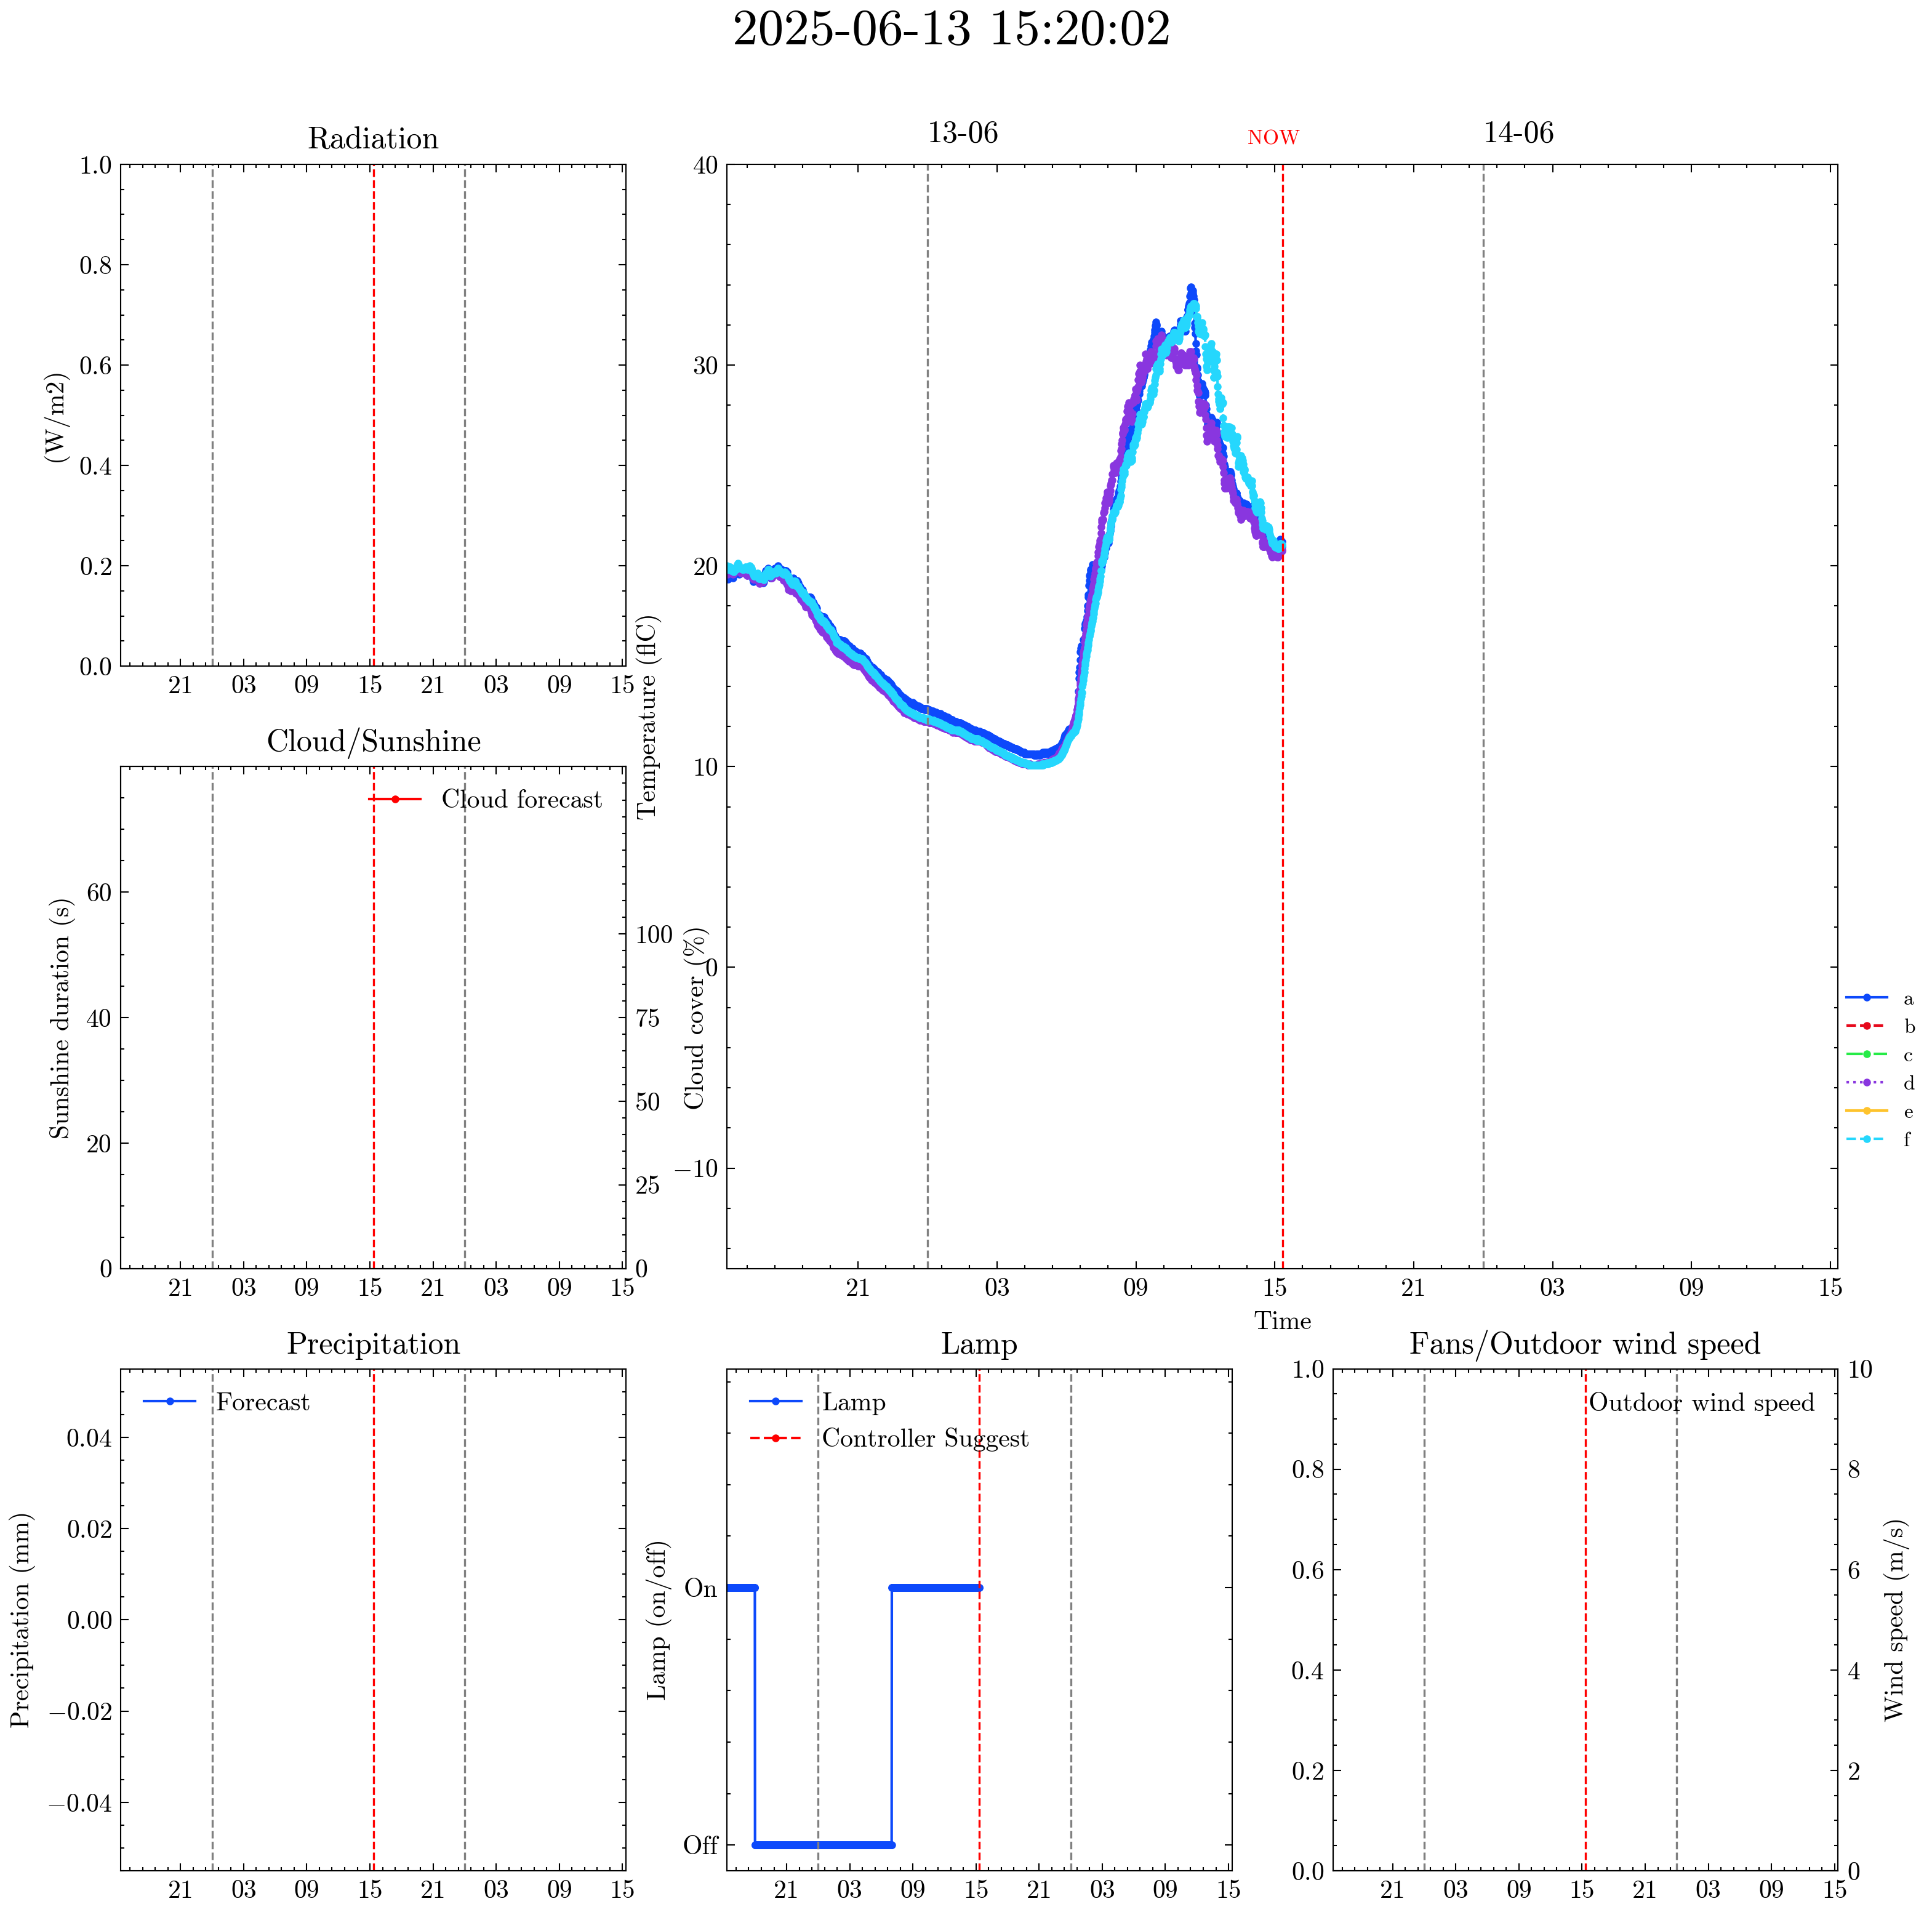 2025-06-13 15:20:02
Radiation
13-06
NOW
14-06
(W/m2)
1.0
0.8
0.6
0.4
0.2
0.0
21 03 09 15 21 03 09 15
Temperature (flC)
40
30
20
10
0
−10
21 03 09 15 21 03 09 15
Time
a
b
c
d
e
f
Cloud/Sunshine
Cloud forecast
Sunshine duration (s)
60
40
20
0
Cloud cover (%)
100
75
50
25
0
21 03 09 15 21 03 09 15
Precipitation
Forecast
Precipitation (mm)
0.04
0.02
0.00
−0.02
−0.04
21 03 09 15 21 03 09 15
Lamp
Lamp
Controller Suggest
Lamp (on/off)
On
Off
21 03 09 15 21 03 09 15
Fans/Outdoor wind speed
Outdoor wind speed
1.0
0.8
0.6
0.4
0.2
0.0
Wind speed (m/s)
10
8
6
4
2
0
21 03 09 15 21 03 09 15